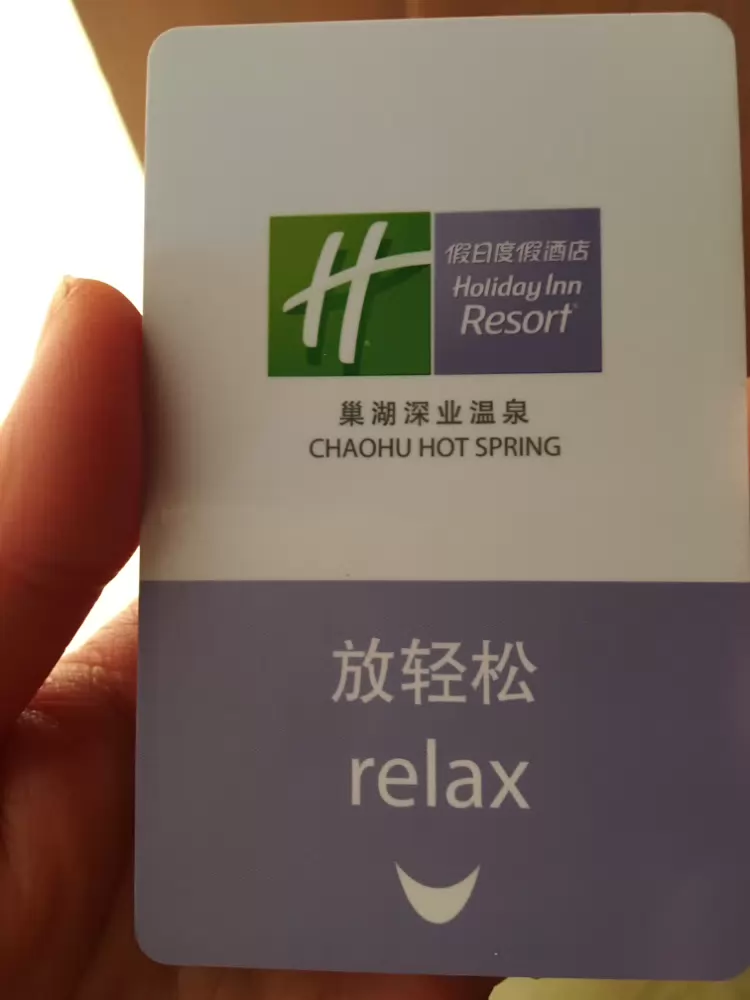 假日度假酒店
Holiday Inn
Resort®
巢湖深业温泉
CHAOHU HOT SPRING
放轻松
relax